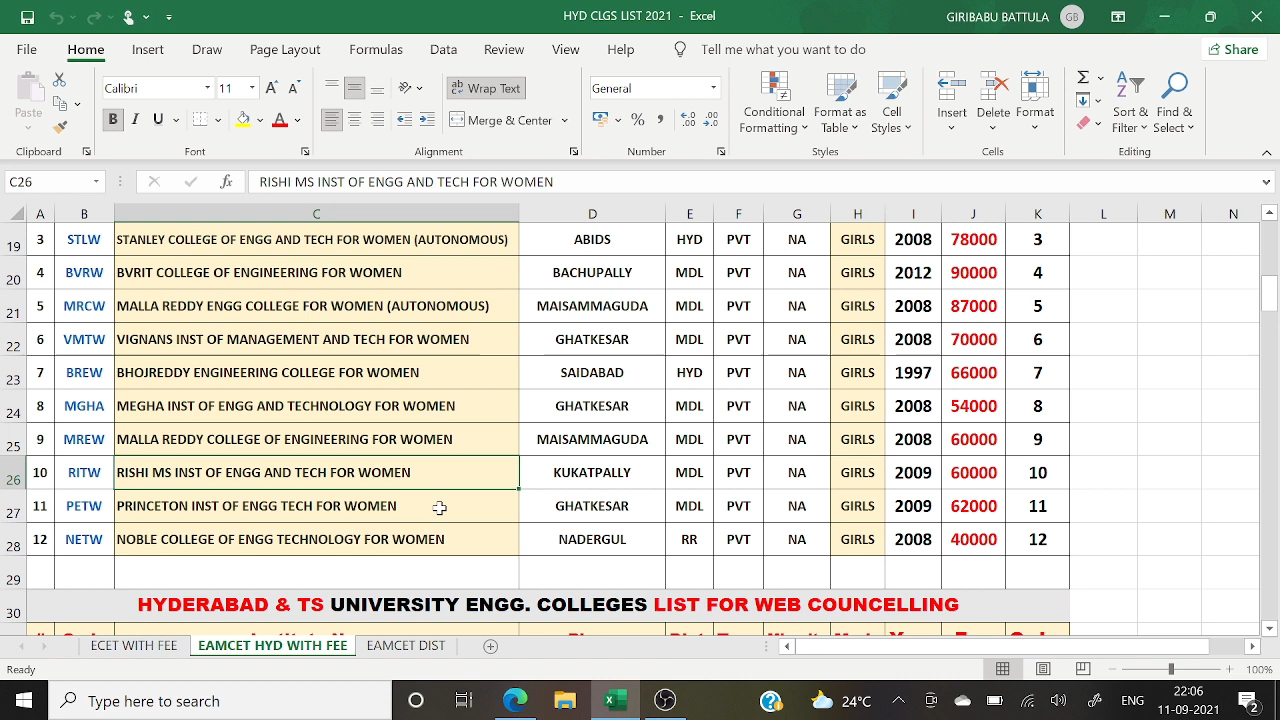 HYD CLGS LIST 2021 - Excel
GIRIBABU BATTULA GB
File Home Insert Draw Page Layout Formulas Data Review View Help Tell me what you want to do Share
Paste Calibri 11 A A ab Wrap Text General Conditional Formatting Format as Table Cell Styles Insert Delete Format Sort & Filter Find & Select
B I U A Merge & Center % ,
Clipboard Font Alignment Number Styles Cells Editing
C26 fx RISHI MS INST OF ENGG AND TECH FOR WOMEN
A B C D E F G H I J K L M N
19 3 STLW STANLEY COLLEGE OF ENGG AND TECH FOR WOMEN (AUTONOMOUS) ABIDS HYD PVT NA GIRLS 2008 78000 3
20 4 BVRW BVRIT COLLEGE OF ENGINEERING FOR WOMEN BACHUPALLY MDL PVT NA GIRLS 2012 90000 4
21 5 MRCW MALLA REDDY ENGG COLLEGE FOR WOMEN (AUTONOMOUS) MAISAMMAGUDA MDL PVT NA GIRLS 2008 87000 5
22 6 VMTW VIGNANS INST OF MANAGEMENT AND TECH FOR WOMEN GHATKESAR MDL PVT NA GIRLS 2008 70000 6
23 7 BREW BHOJREDDY ENGINEERING COLLEGE FOR WOMEN SAIDABAD HYD PVT NA GIRLS 1997 66000 7
24 8 MGHA MEGHA INST OF ENGG AND TECHNOLOGY FOR WOMEN GHATKESAR MDL PVT NA GIRLS 2008 54000 8
25 9 MREW MALLA REDDY COLLEGE OF ENGINEERING FOR WOMEN MAISAMMAGUDA MDL PVT NA GIRLS 2008 60000 9
26 10 RITW RISHI MS INST OF ENGG AND TECH FOR WOMEN KUKATPALLY MDL PVT NA GIRLS 2009 60000 10
27 11 PETW PRINCETON INST OF ENGG TECH FOR WOMEN GHATKESAR MDL PVT NA GIRLS 2009 62000 11
28 12 NETW NOBLE COLLEGE OF ENGG TECHNOLOGY FOR WOMEN NADERGUL RR PVT NA GIRLS 2008 40000 12
29
30 HYDERABAD & TS UNIVERSITY ENGG. COLLEGES LIST FOR WEB COUNCELLING
ECET WITH FEE EAMCET HYD WITH FEE EAMCET DIST
Ready 100%
Type here to search 24°C ENG 22:06 11-09-2021 2